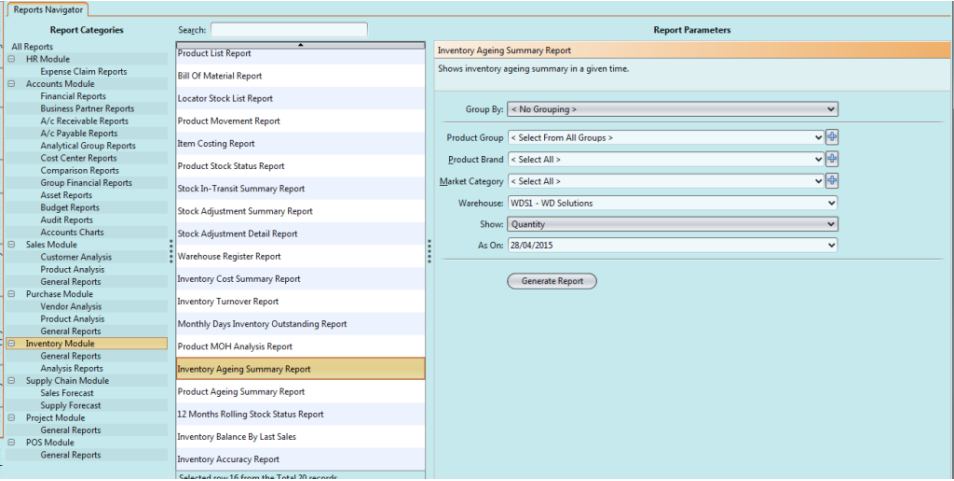 Reports Navigator
Report Categories
All Reports
HR Module
Expense Claim Reports
Accounts Module
Financial Reports
Business Partner Reports
A/c Receivable Reports
A/c Payable Reports
Analytical Group Reports
Cost Center Reports
Comparison Reports
Group Financial Reports
Asset Reports
Budget Reports
Audit Reports
Accounts Charts
Sales Module
Customer Analysis
Product Analysis
General Reports
Purchase Module
Vendor Analysis
Product Analysis
General Reports
Inventory Module
General Reports
Analysis Reports
Supply Chain Module
Sales Forecast
Supply Forecast
Project Module
General Reports
POS Module
General Reports
Search:
Product List Report
Bill Of Material Report
Locator Stock List Report
Product Movement Report
Item Costing Report
Product Stock Status Report
Stock In-Transit Summary Report
Stock Adjustment Summary Report
Stock Adjustment Detail Report
Warehouse Register Report
Inventory Cost Summary Report
Inventory Turnover Report
Monthly Days Inventory Outstanding Report
Product MOH Analysis Report
Inventory Ageing Summary Report
Product Ageing Summary Report
12 Months Rolling Stock Status Report
Inventory Balance By Last Sales
Inventory Accuracy Report
Selected row 16 from the Total 20 records
Report Parameters
Inventory Ageing Summary Report
Shows inventory ageing summary in a given time.
Group By: < No Grouping >
Product Group < Select From All Groups >
Product Brand < Select All >
Market Category < Select All >
Warehouse: WDS1 - WD Solutions
Show: Quantity
As On: 28/04/2015
Generate Report